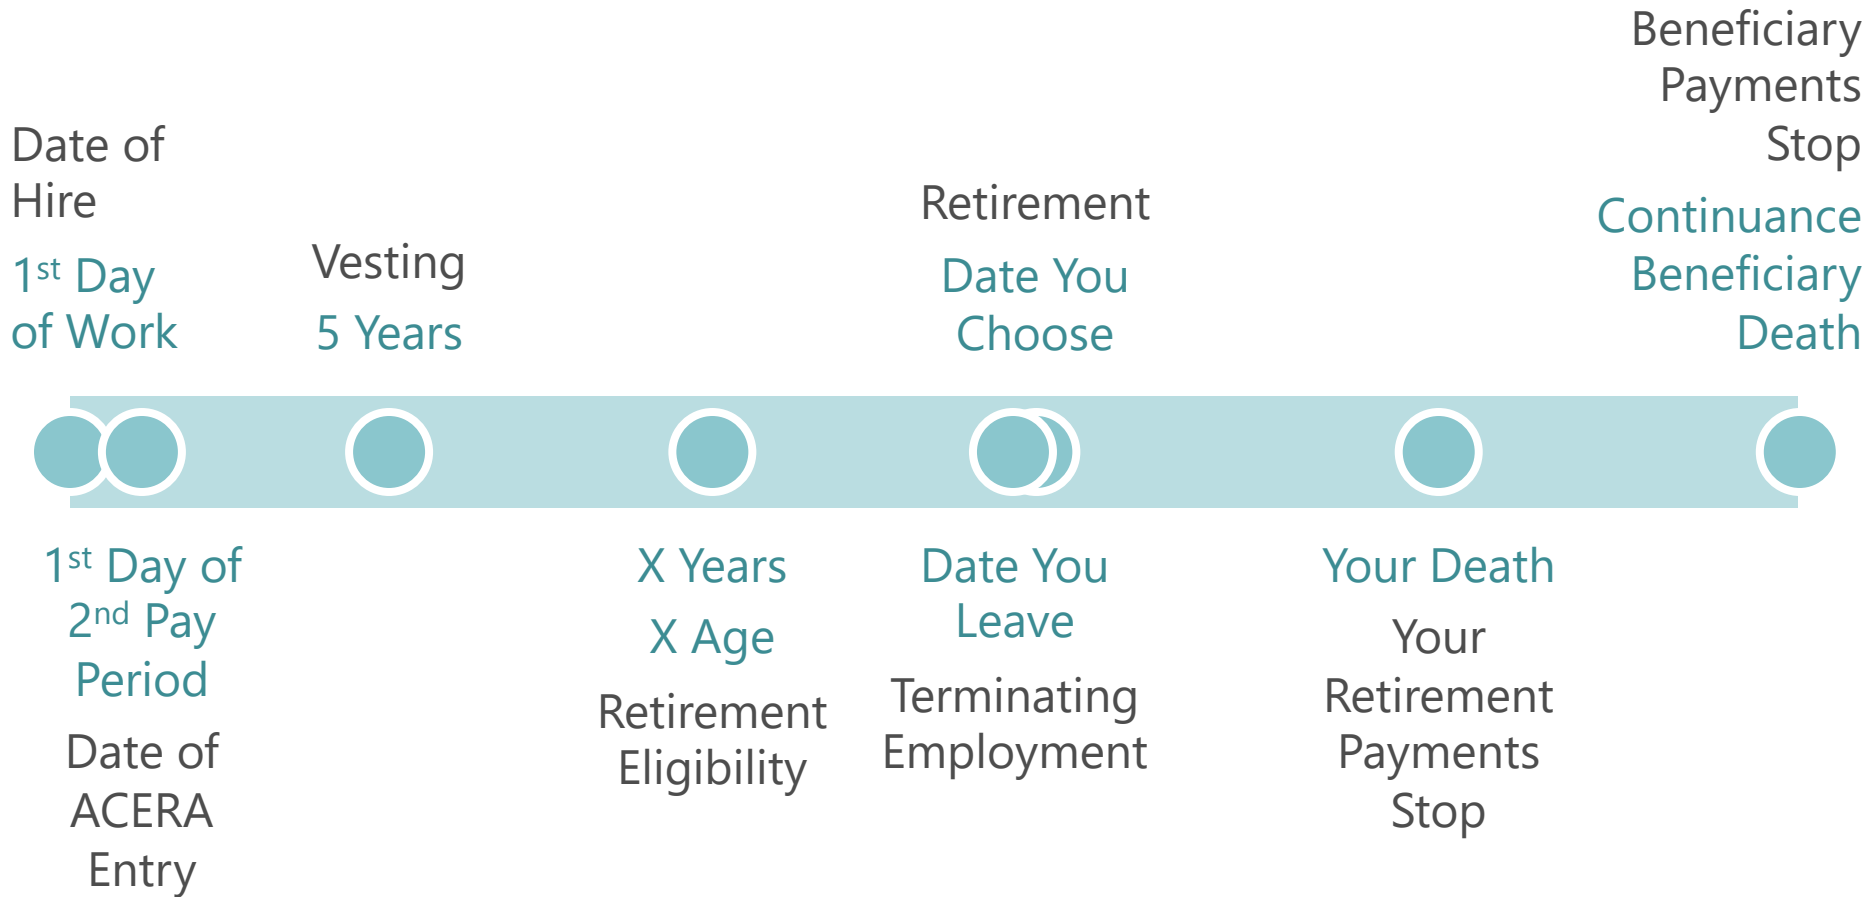 Date of
Hire
1st Day
of Work
1st Day of
2nd Pay
Period
Date of
ACERA
Entry
Vesting
5 Years
X Years
X Age
Retirement
Eligibility
Retirement
Date You
Choose
Date You
Leave
Terminating
Employment
Your Death
Your
Retirement
Payments
Stop
Beneficiary
Payments
Stop
Continuance
Beneficiary
Death